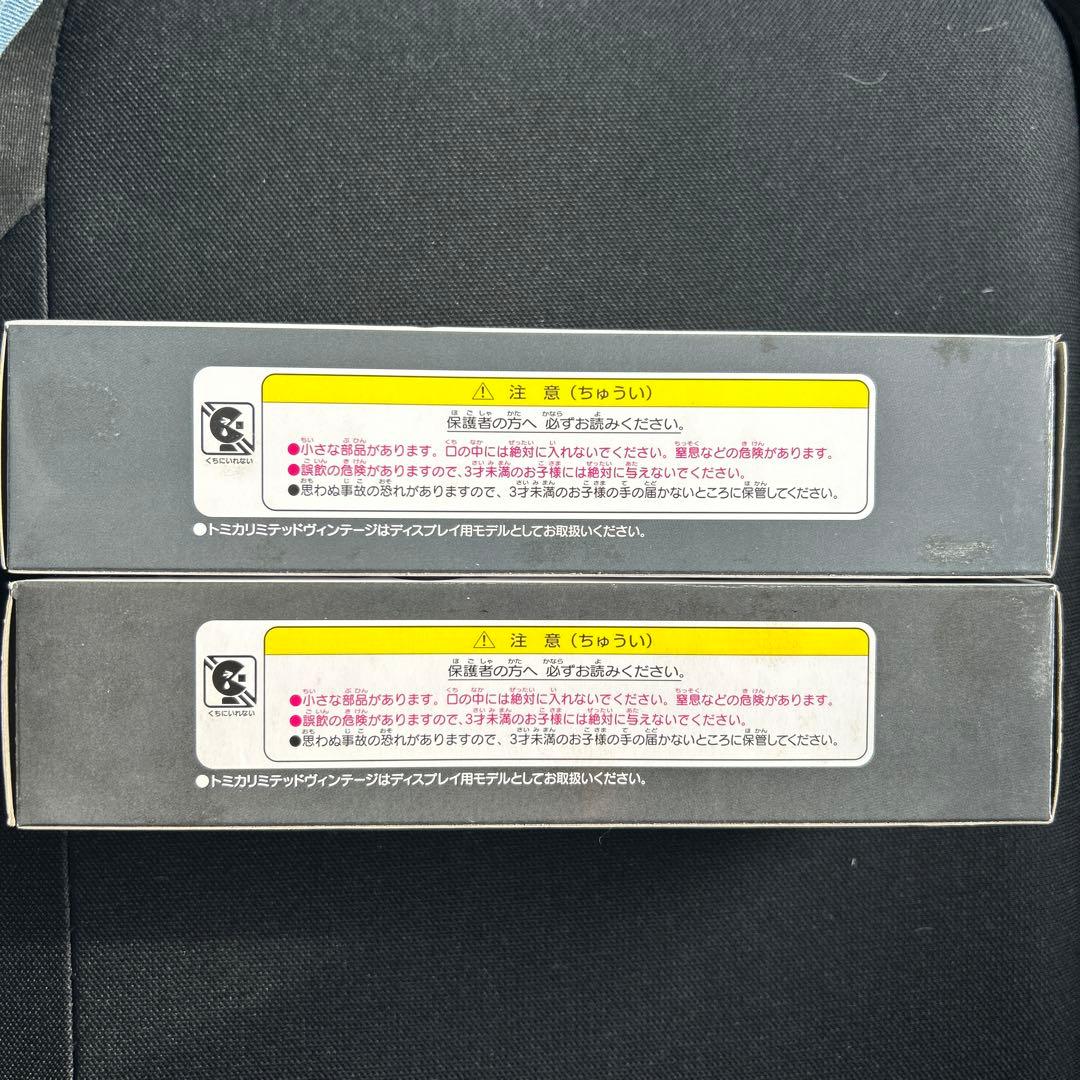 ⚠ 注 意（ちゅうい）
保護者の方へ 必ずお読みください。
●小さな部品があります。口の中には絶対に入れないでください。窒息などの危険があります。
●誤飲の危険がありますので、3才未満のお子様には絶対に与えないでください。
●思わぬ事故の恐れがありますので、3才未満のお子様の手の届かないところに保管してください。
くちにいれない
●トミカリミテッドヴィンテージはディスプレイ用モデルとしてお取扱いください。
⚠ 注 意（ちゅうい）
保護者の方へ 必ずお読みください。
●小さな部品があります。口の中には絶対に入れないでください。窒息などの危険があります。
●誤飲の危険がありますので、3才未満のお子様には絶対に与えないでください。
●思わぬ事故の恐れがありますので、3才未満のお子様の手の届かないところに保管してください。
くちにいれない
●トミカリミテッドヴィンテージはディスプレイ用モデルとしてお取扱いください。